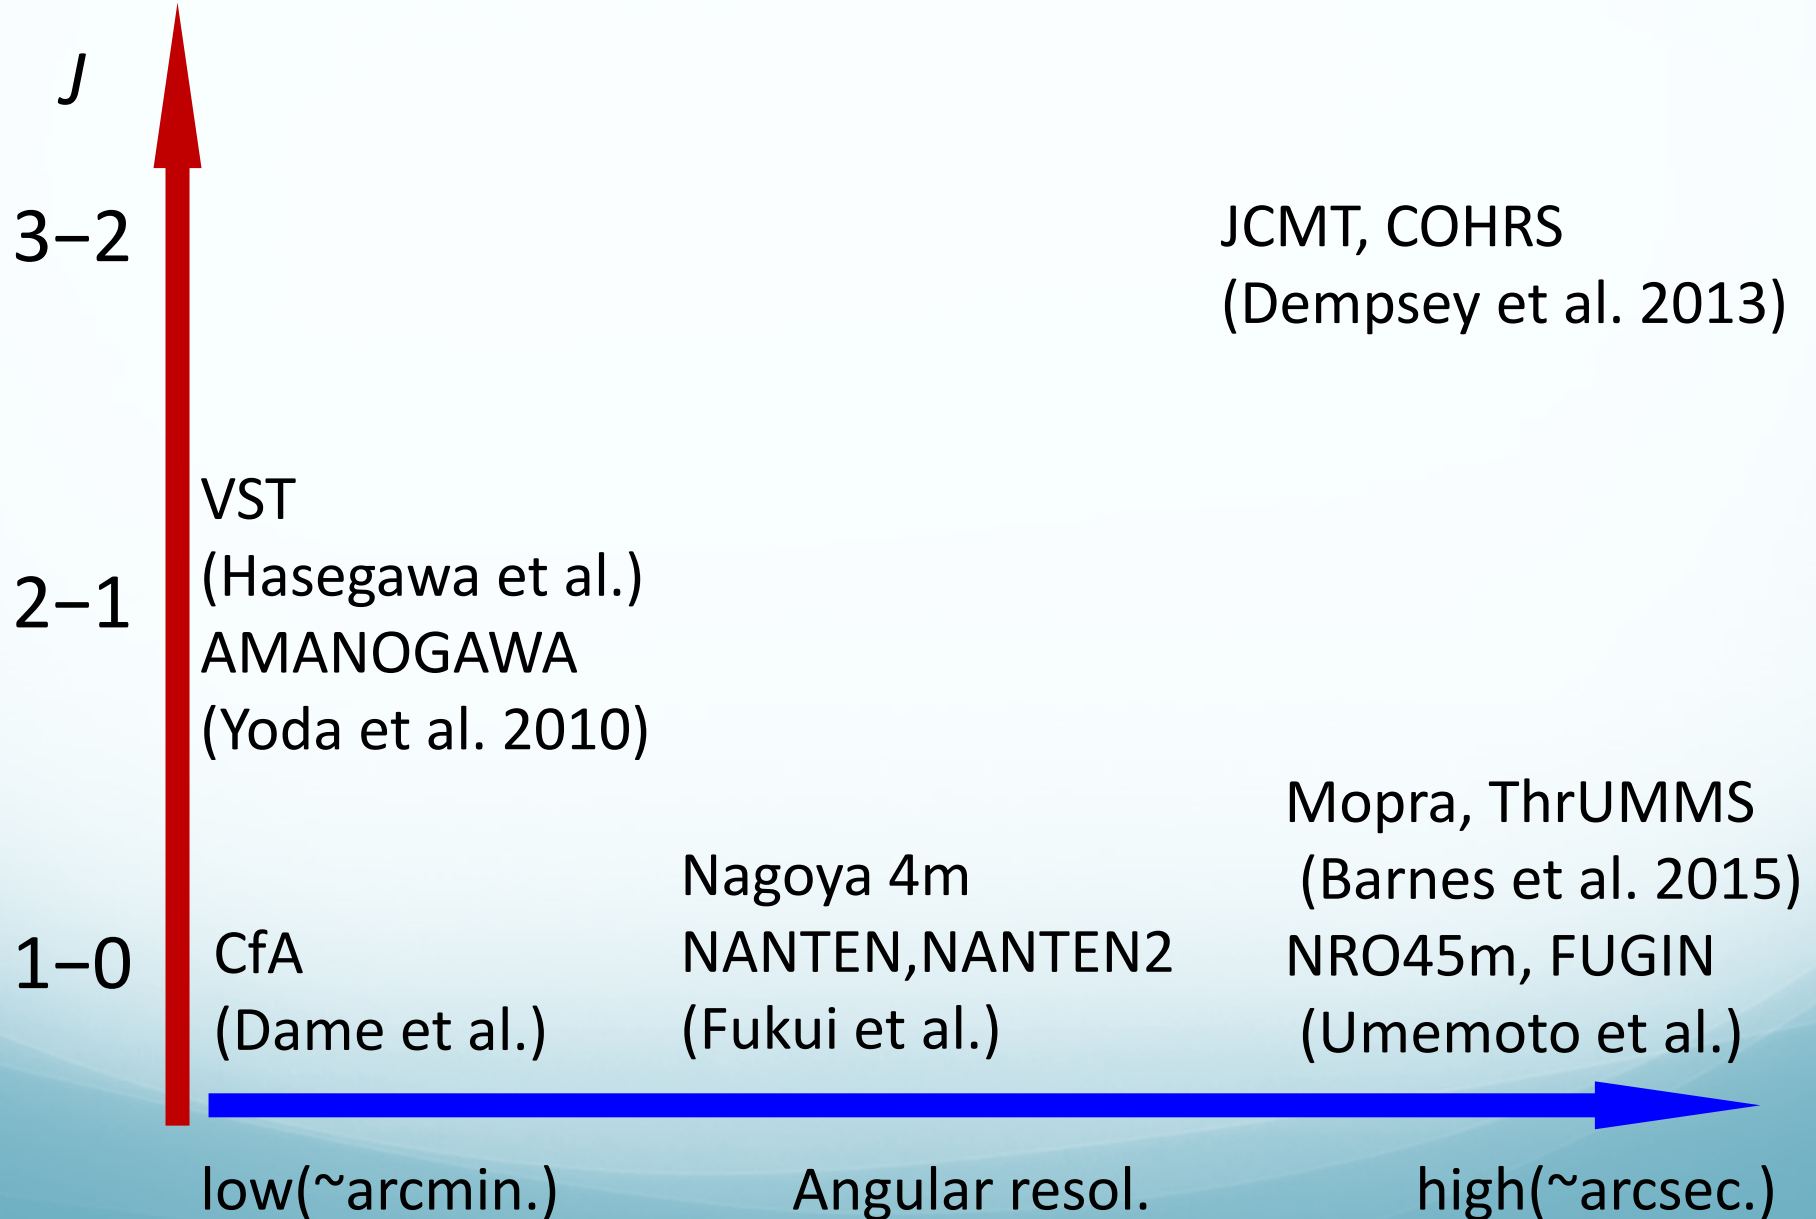 J
3−2
JCMT, COHRS
(Dempsey et al. 2013)
2−1
VST
(Hasegawa et al.)
AMANOGAWA
(Yoda et al. 2010)
1−0
CfA
(Dame et al.)
Nagoya 4m
NANTEN,NANTEN2
(Fukui et al.)
Mopra, ThrUMMS
(Barnes et al. 2015)
NRO45m, FUGIN
(Umemoto et al.)
low(~arcmin.)
Angular resol.
high(~arcsec.)